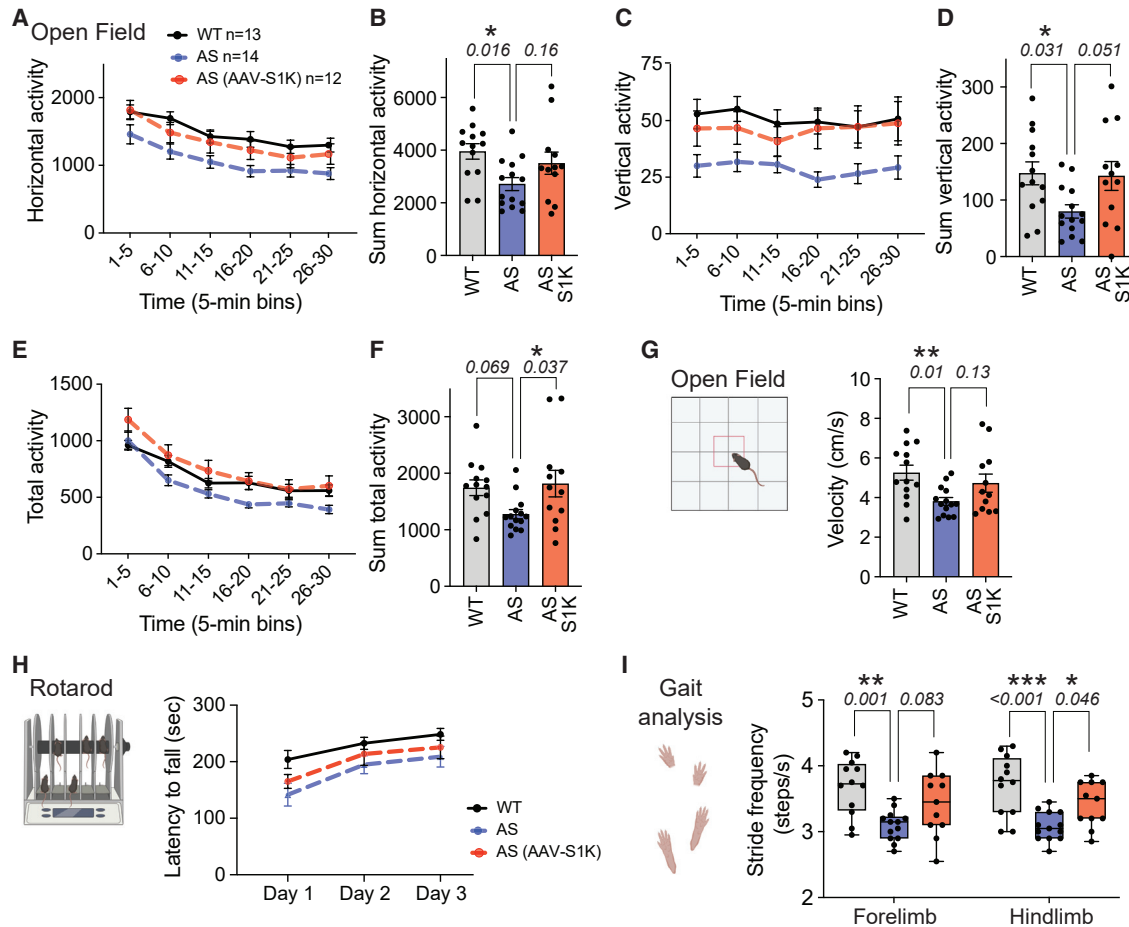 A
Open Field
WT n=13
AS n=14
AS (AAV-S1K) n=12
Horizontal activity
2000
1000
0
1-5
6-10
11-15
16-20
21-25
26-30
Time (5-min bins)
B
*
0.016
0.16
Sum horizontal activity
6000
4000
2000
0
WT
AS
AS
S1K
C
Vertical activity
75
50
25
0
1-5
6-10
11-15
16-20
21-25
26-30
Time (5-min bins)
D
*
0.031
0.051
Sum vertical activity
300
200
100
0
WT
AS
AS
S1K
E
Total activity
1500
1000
500
0
1-5
6-10
11-15
16-20
21-25
26-30
Time (5-min bins)
F
*
0.069
0.037
Sum total activity
3000
2000
1000
0
WT
AS
AS
S1K
G
Open Field
**
0.01
0.13
Velocity (cm/s)
10
8
6
4
2
0
WT
AS
AS
S1K
H
Rotarod
Latency to fall (sec)
300
200
100
0
Day 1
Day 2
Day 3
WT
AS
AS (AAV-S1K)
I
Gait
analysis
**
0.001
0.083
***
*
<0.001
0.046
Stride frequency
(steps/s)
5
4
3
2
Forelimb
Hindlimb